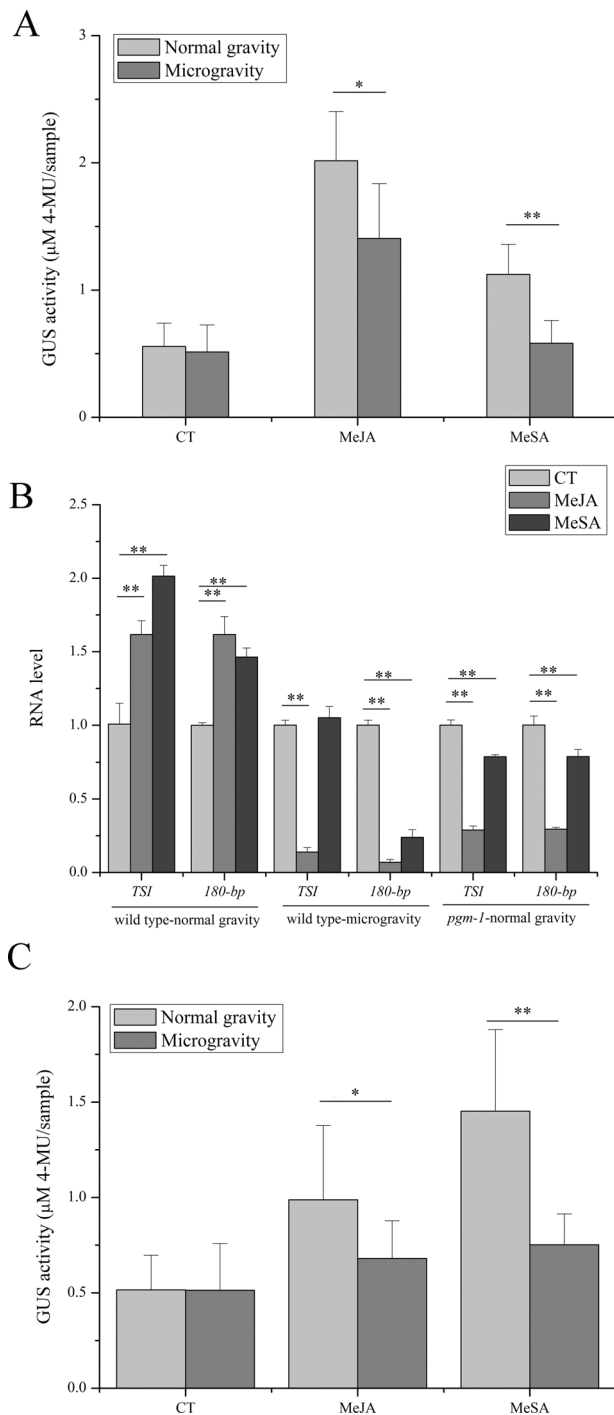 A
Normal gravity
Microgravity
GUS activity (μM 4-MU/sample)
3
2
1
0
*
**
CT
MeJA
MeSA
B
CT
MeJA
MeSA
RNA level
2.5
2.0
1.5
1.0
0.5
0.0
**
**
**
**
**
**
**
**
**
**
**
TSI
180-bp
TSI
180-bp
TSI
180-bp
wild type-normal gravity
wild type-microgravity
pgm-1-normal gravity
C
Normal gravity
Microgravity
GUS activity (μM 4-MU/sample)
2.0
1.5
1.0
0.5
0.0
*
**
CT
MeJA
MeSA